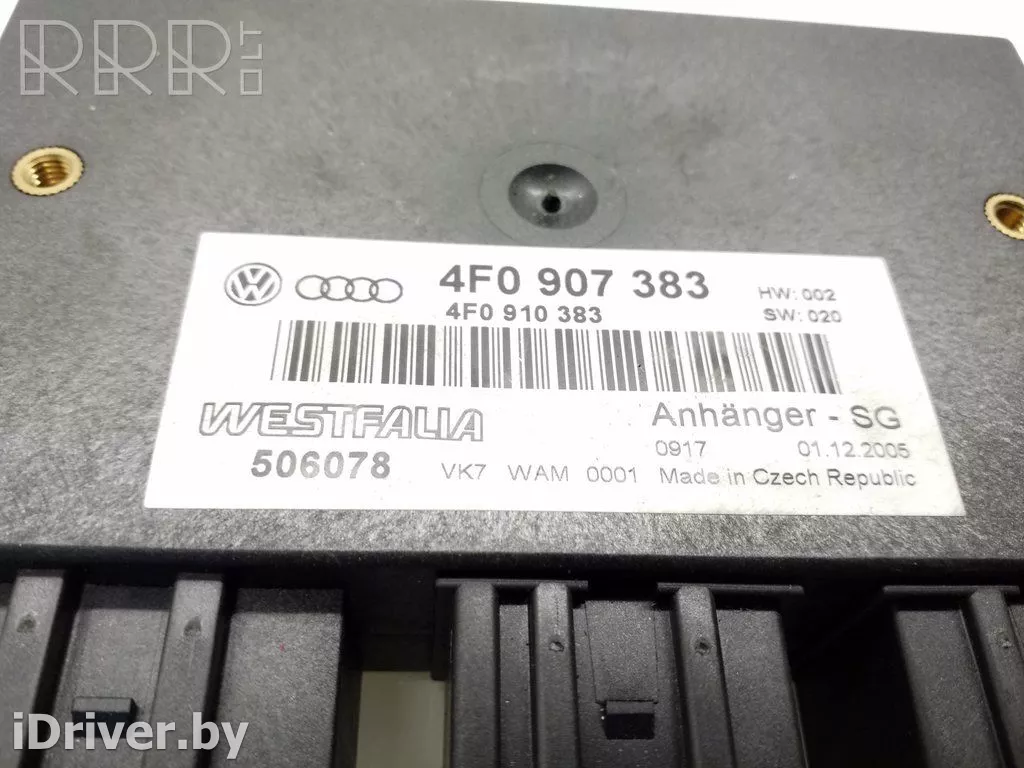 RRR.LT
4F0 907 383
HW: 002
4F0 910 383
SW: 020
WESTFALIA
Anhänger - SG
0917 01.12.2005
506078 VK7 WAM 0001 Made in Czech Republic
iDriver.by